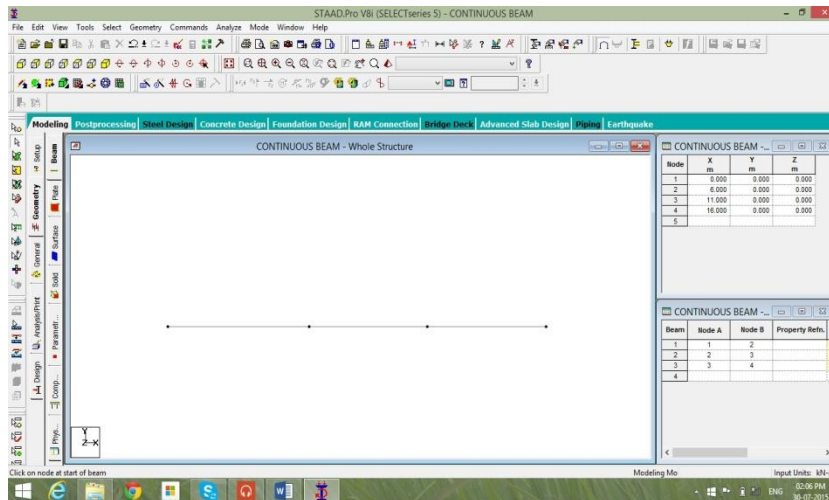 STAAD.Pro V8i (SELECTseries 5) - CONTINUOUS BEAM
File Edit View Tools Select Geometry Commands Analyze Mode Window Help
Modeling Postprocessing Steel Design Concrete Design Foundation Design RAM Connection Bridge Deck Advanced Slab Design Piping Earthquake
Setup
Geometry
General
Analysis/Print
Design
Beam
Plate
Surface
Solid
Parametr...
Comp...
Phys...
CONTINUOUS BEAM - Whole Structure
Y
Z X
CONTINUOUS BEAM -...
Node X Y Z
m m m
1 0.000 0.000 0.000
2 6.000 0.000 0.000
3 11.000 0.000 0.000
4 16.000 0.000 0.000
5
CONTINUOUS BEAM -...
Beam Node A Node B Property Refn.
1 1 2
2 2 3
3 3 4
4
Click on node at start of beam
Modeling Mo
Input Units: kN-
ENG
02:06 PM